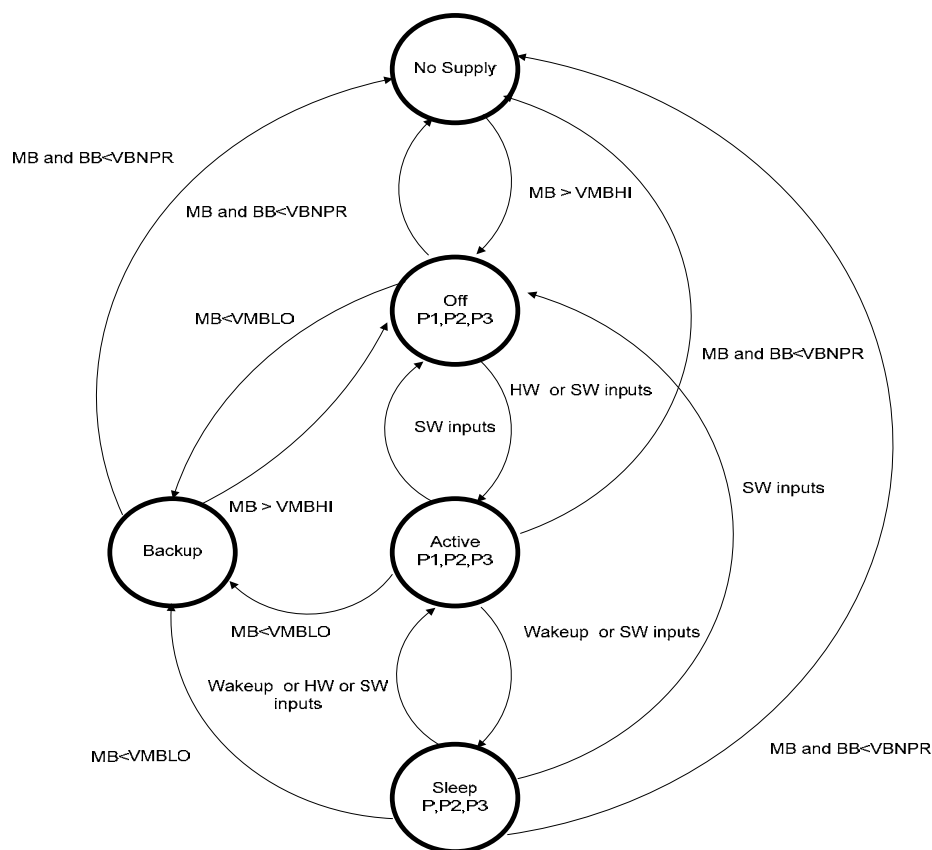 No Supply
MB and BB<VBNPR
MB > VMBHI
MB and BB<VBNPR
Off
P1,P2,P3
MB<VMBLO
MB and BB<VBNPR
HW or SW inputs
SW inputs
SW inputs
MB > VMBHI
Backup
Active
P1,P2,P3
MB<VMBLO
Wakeup or SW inputs
Wakeup or HW or SW
inputs
MB<VMBLO
MB and BB<VBNPR
Sleep
P,P2,P3